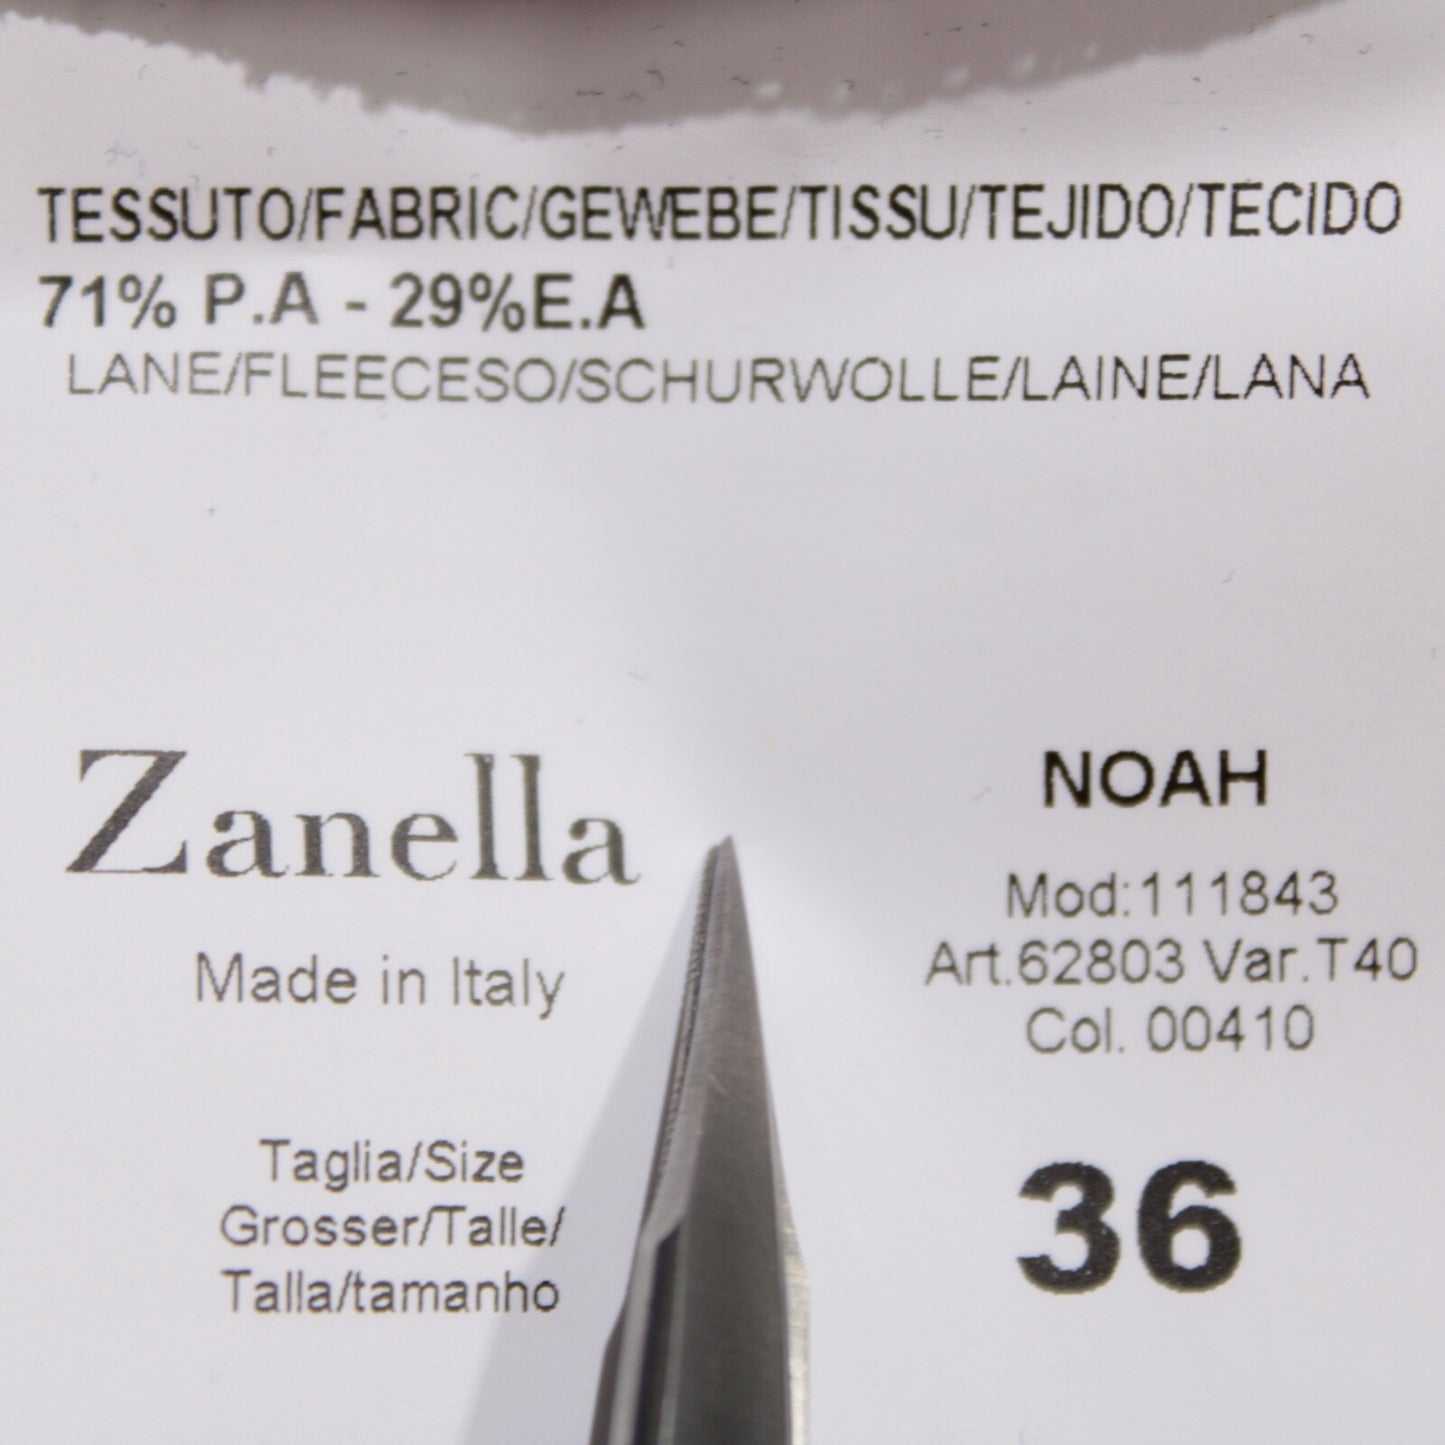 TESSUTO/FABRIC/GEWEBE/TISSU/TEJIDO/TECIDO
71% P.A - 29%E.A
LANE/FLEECESO/SCHURWOLLE/LAINE/LANA
Zanella
Made in Italy
Taglia/Size
Grosser/Talle/
Talla/tamanho
NOAH
Mod:111843
Art.62803 Var.T40
Col. 00410
36